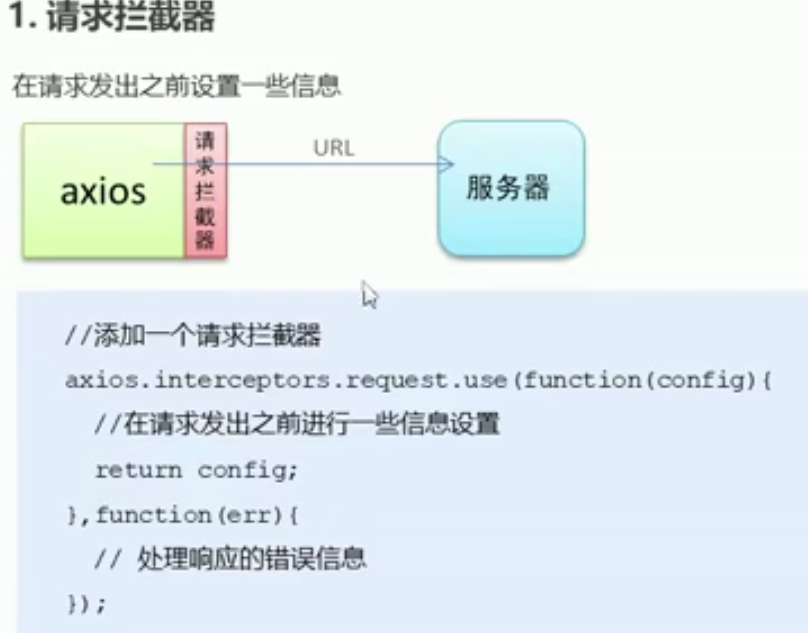 1. 请求拦截器
在请求发出之前设置一些信息
axios
请求拦截器
URL
服务器
//添加一个请求拦截器
axios.interceptors.request.use(function(config){
//在请求发出之前进行一些信息设置
return config;
},function(err){
// 处理响应的错误信息
});